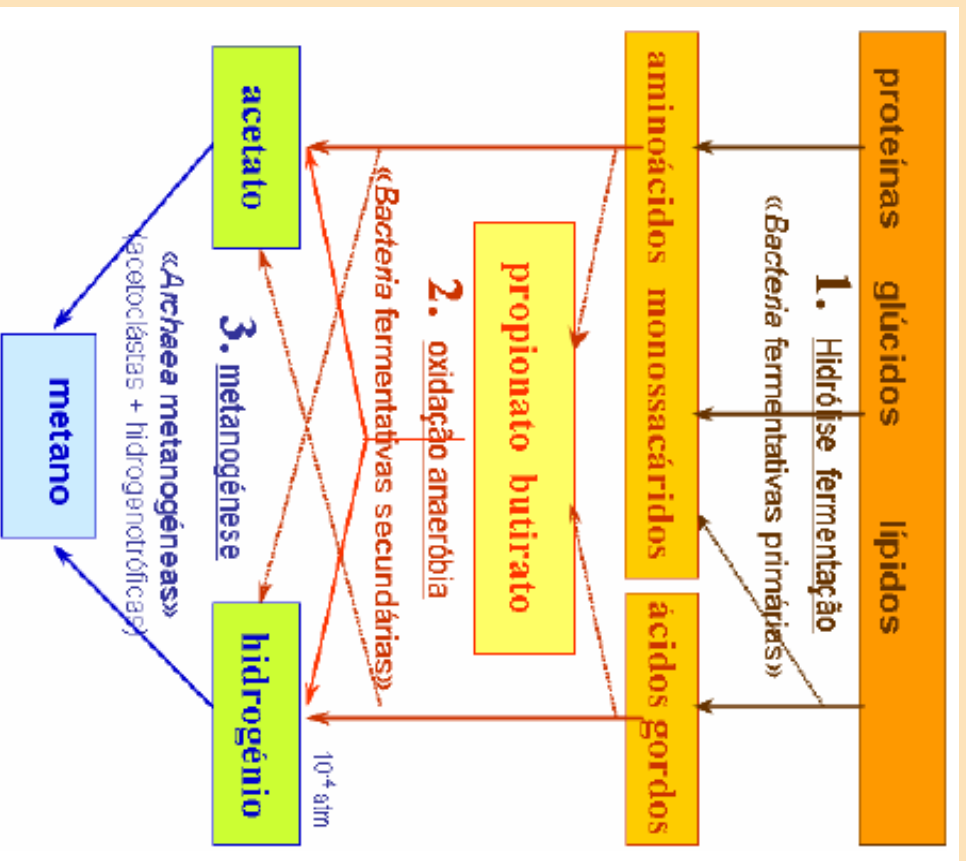 proteínas glúcidos lípidos
1. Hidrólise fermentação
«Bacteria fermentativas primárias»
aminoácidos monossacáridos
ácidos gordos
propionato butirato
2. oxidação anaeróbia
«Bacteria fermentativas secundárias»
10-4 atm
acetato
hidrogénio
3. metanogénese
«Archaea metanogéneas»
(acetoclástas + hidrogenotróficas)
metano